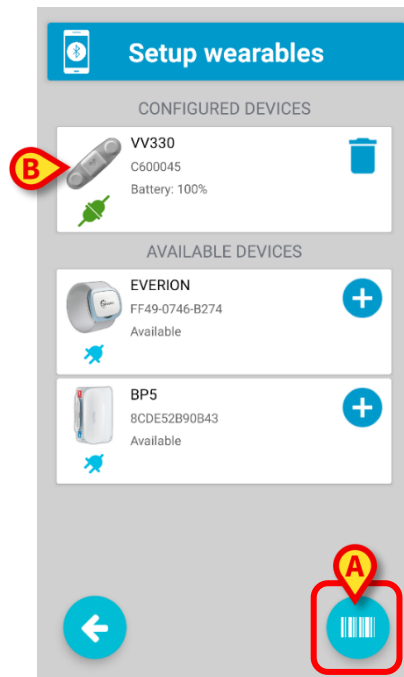 Setup wearables
CONFIGURED DEVICES
VV330
C600045
Battery: 100%
B
AVAILABLE DEVICES
EVERION
FF49-0746-B274
Available
BP5
8CDE52B90B43
Available
A